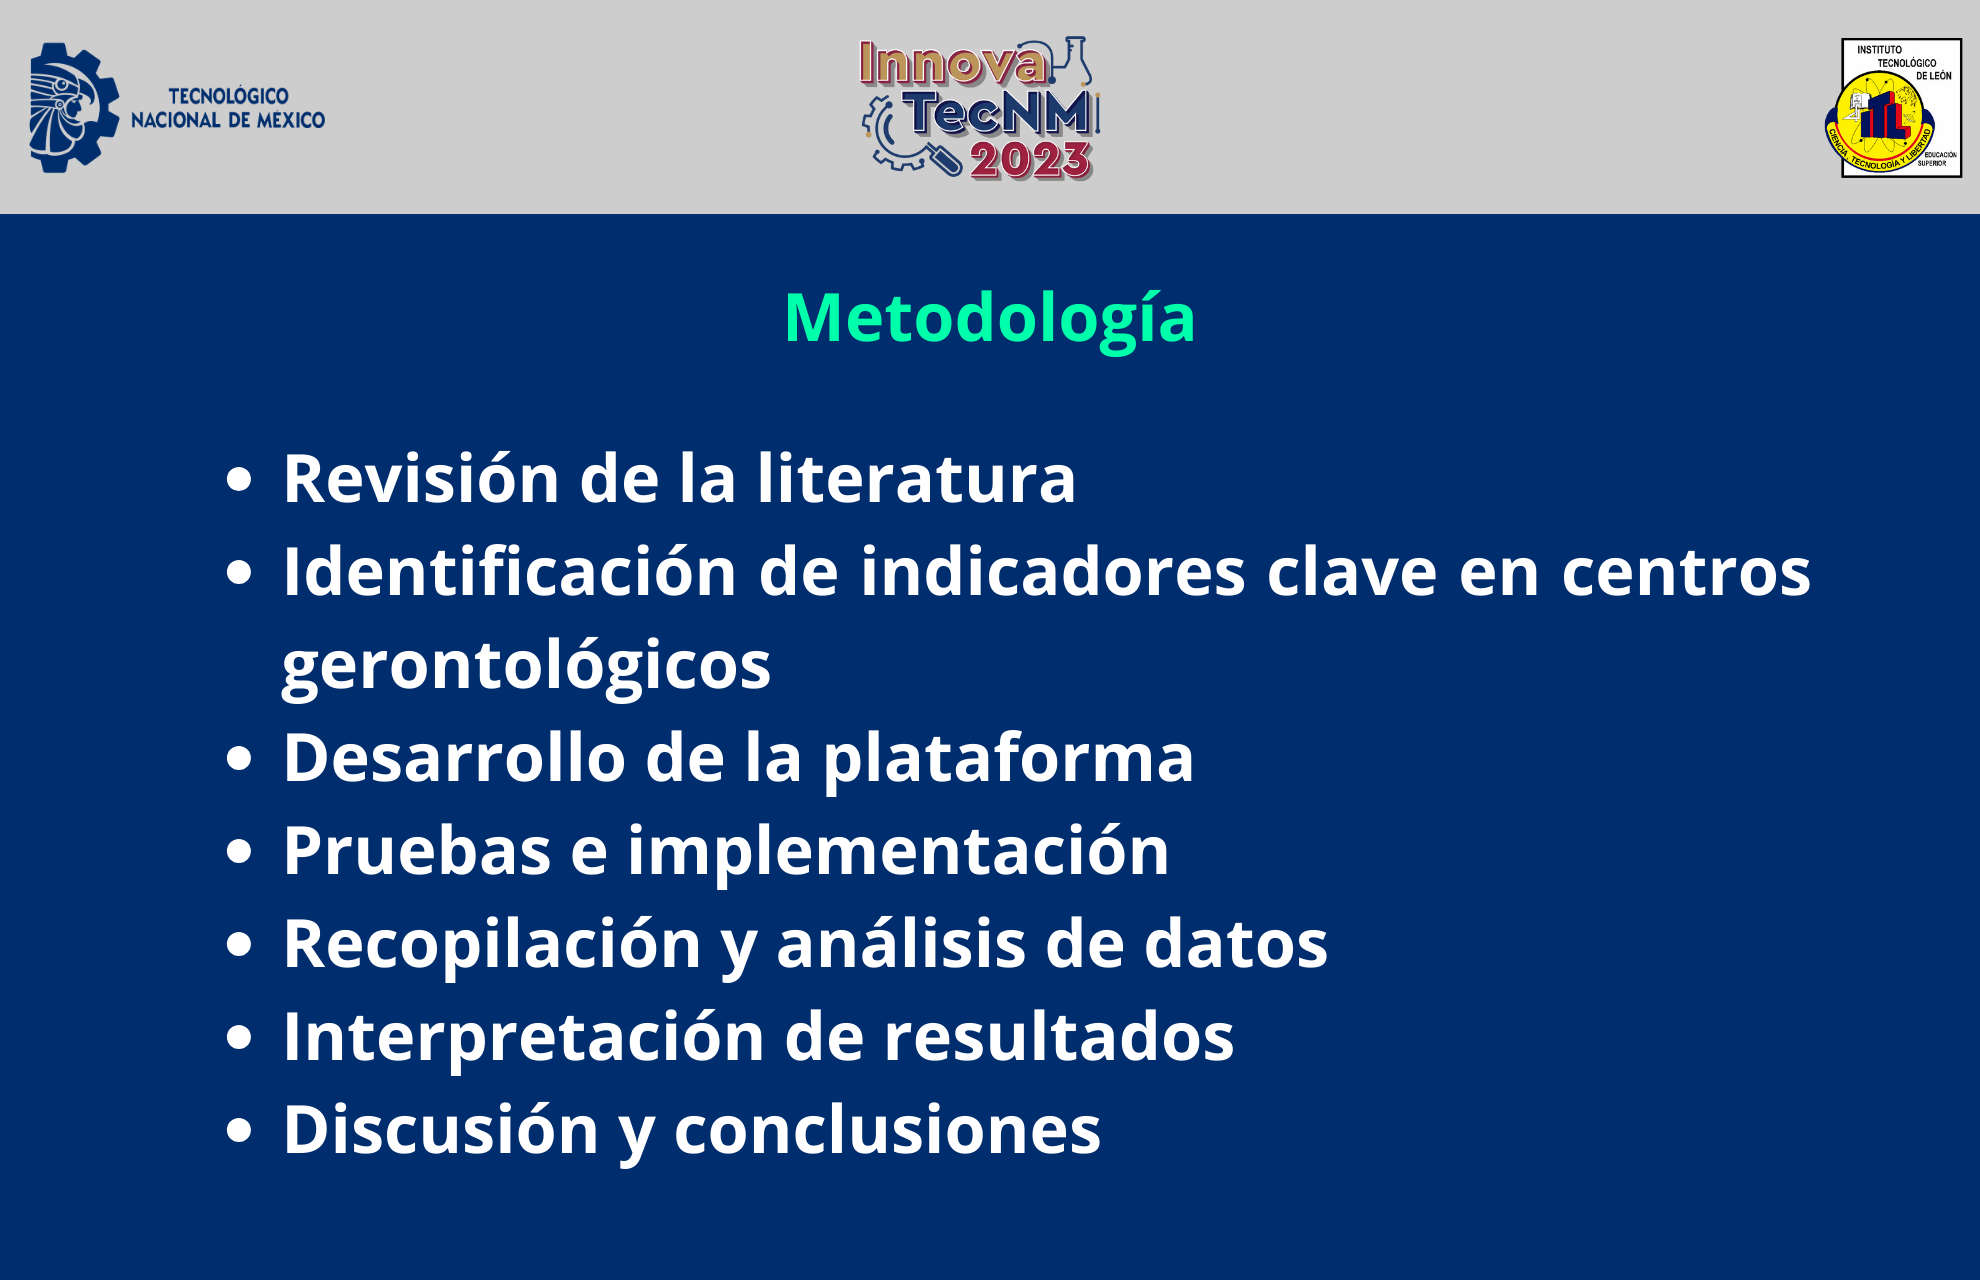 TECNOLÓGICO
NACIONAL DE MÉXICO
Innova
TecNM
2023
INSTITUTO
TECNOLÓGICO
DE LEÓN
ITL
CIENCIA, TECNOLOGÍA Y LIBERTAD
EDUCACIÓN
SUPERIOR
Metodología
• Revisión de la literatura
• Identificación de indicadores clave en centros
gerontológicos
• Desarrollo de la plataforma
• Pruebas e implementación
• Recopilación y análisis de datos
• Interpretación de resultados
• Discusión y conclusiones